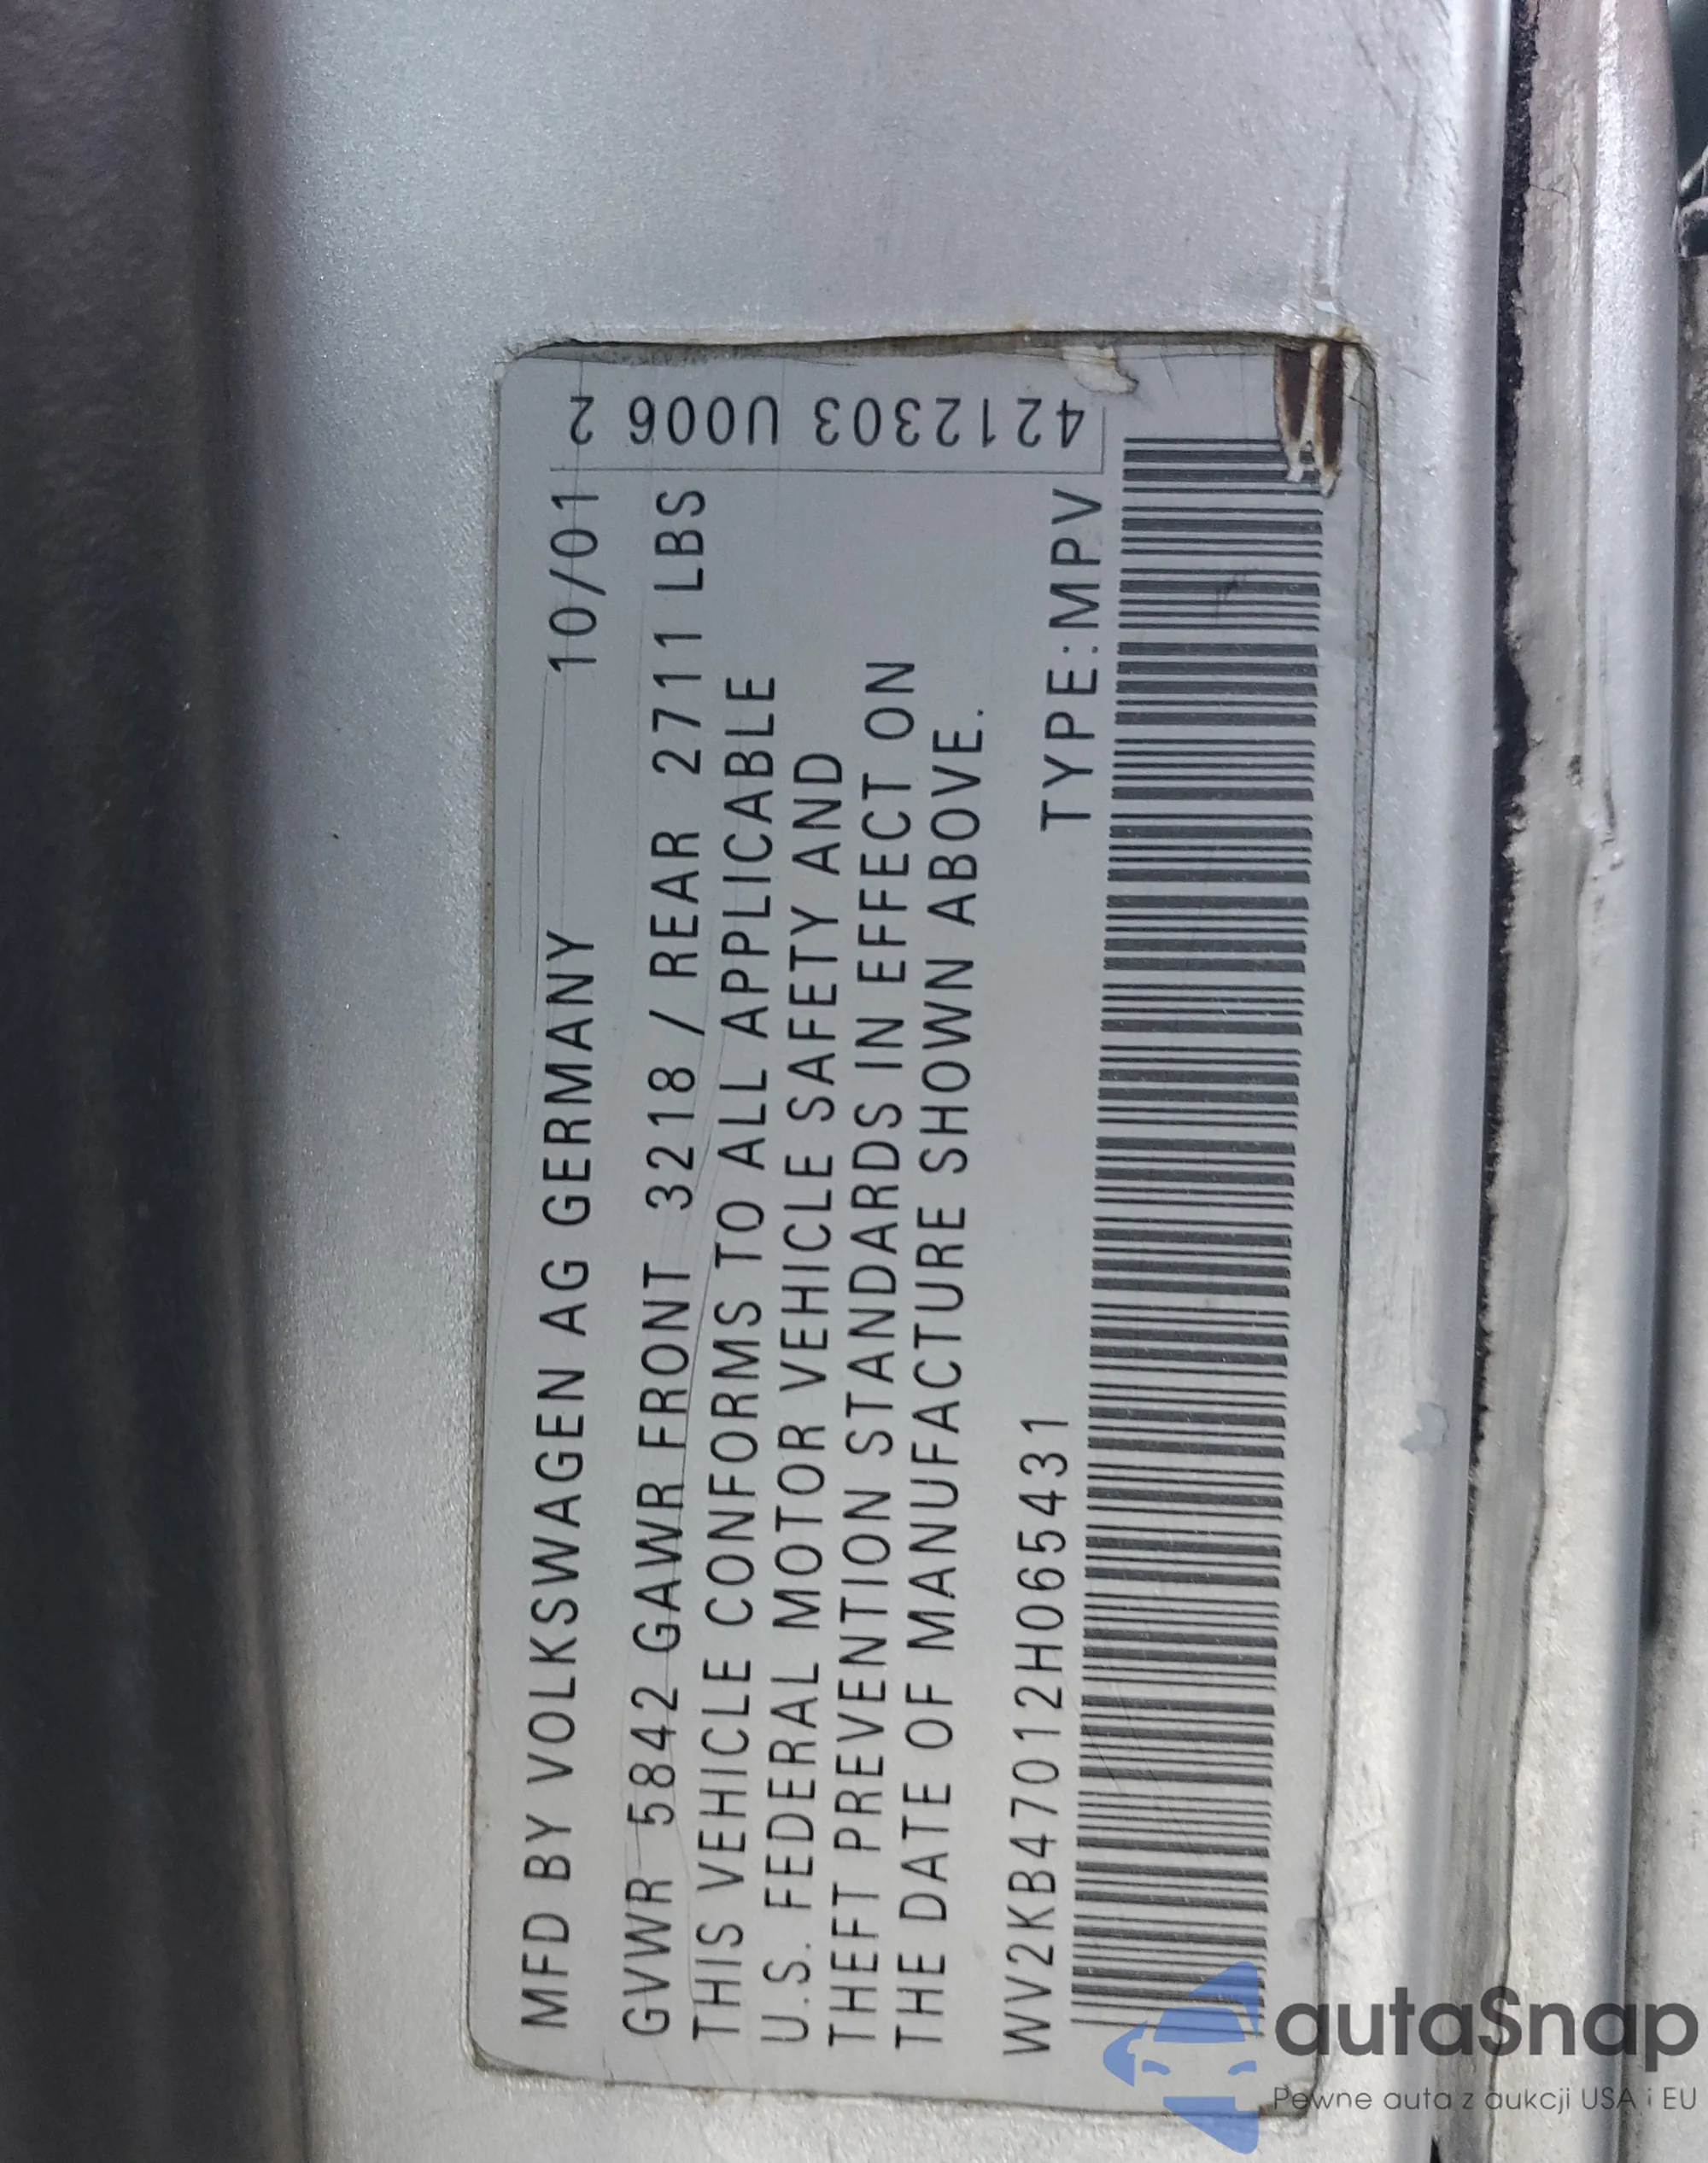 MFD BY VOLKSWAGEN AG GERMANY 10/01
GVWR 5842 GAWR FRONT 3218 / REAR 2711 LBS
THIS VEHICLE CONFORMS TO ALL APPLICABLE
U.S. FEDERAL MOTOR VEHICLE SAFETY AND
THEFT PREVENTION STANDARDS IN EFFECT ON
THE DATE OF MANUFACTURE SHOWN ABOVE.
WV2KB47012H065431 TYPE:MPV
4212303 U006 2
autaSnap
Pewne auta z aukcji USA i EU